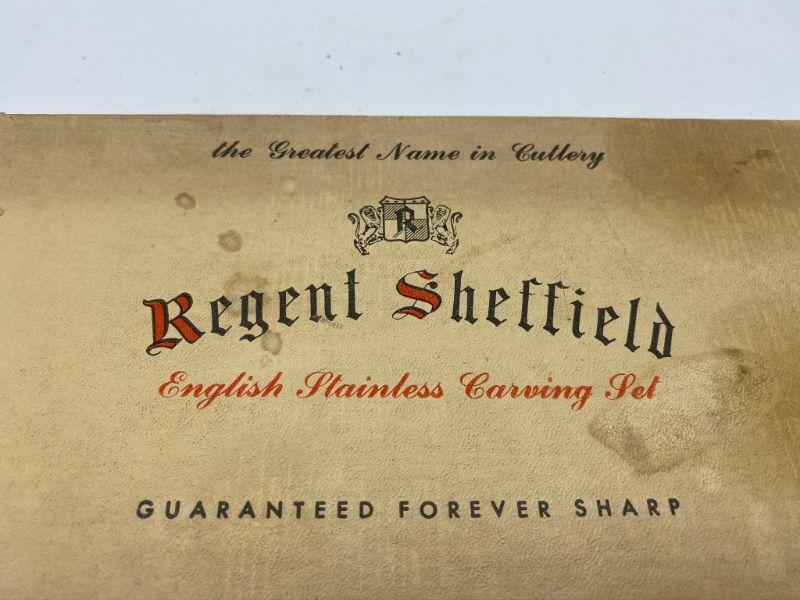 the Greatest Name in Cutlery
R
Regent Sheffield
English Stainless Carving Set
GUARANTEED FOREVER SHARP